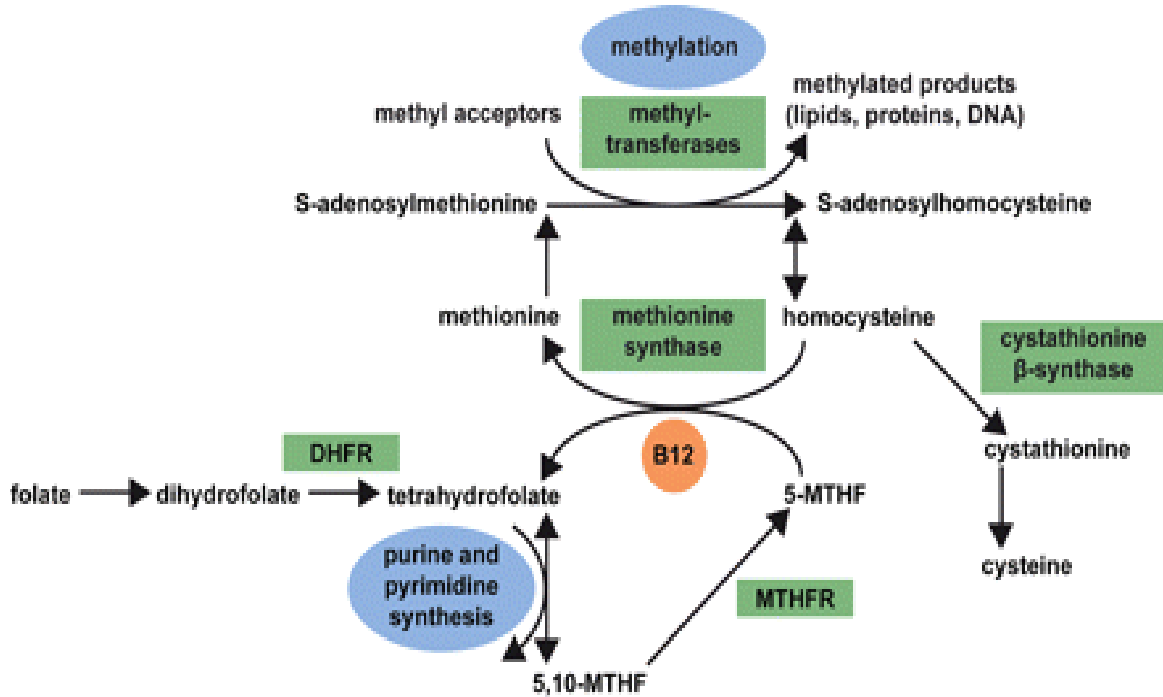 methylation
methyl acceptors
methyl-
transferases
methylated products
(lipids, proteins, DNA)
S-adenosylmethionine
S-adenosylhomocysteine
methionine
methionine
synthase
homocysteine
cystathionine
β-synthase
DHFR
B12
cystathionine
folate
dihydrofolate
tetrahydrofolate
5-MTHF
purine and
pyrimidine
synthesis
cysteine
MTHFR
5,10-MTHF